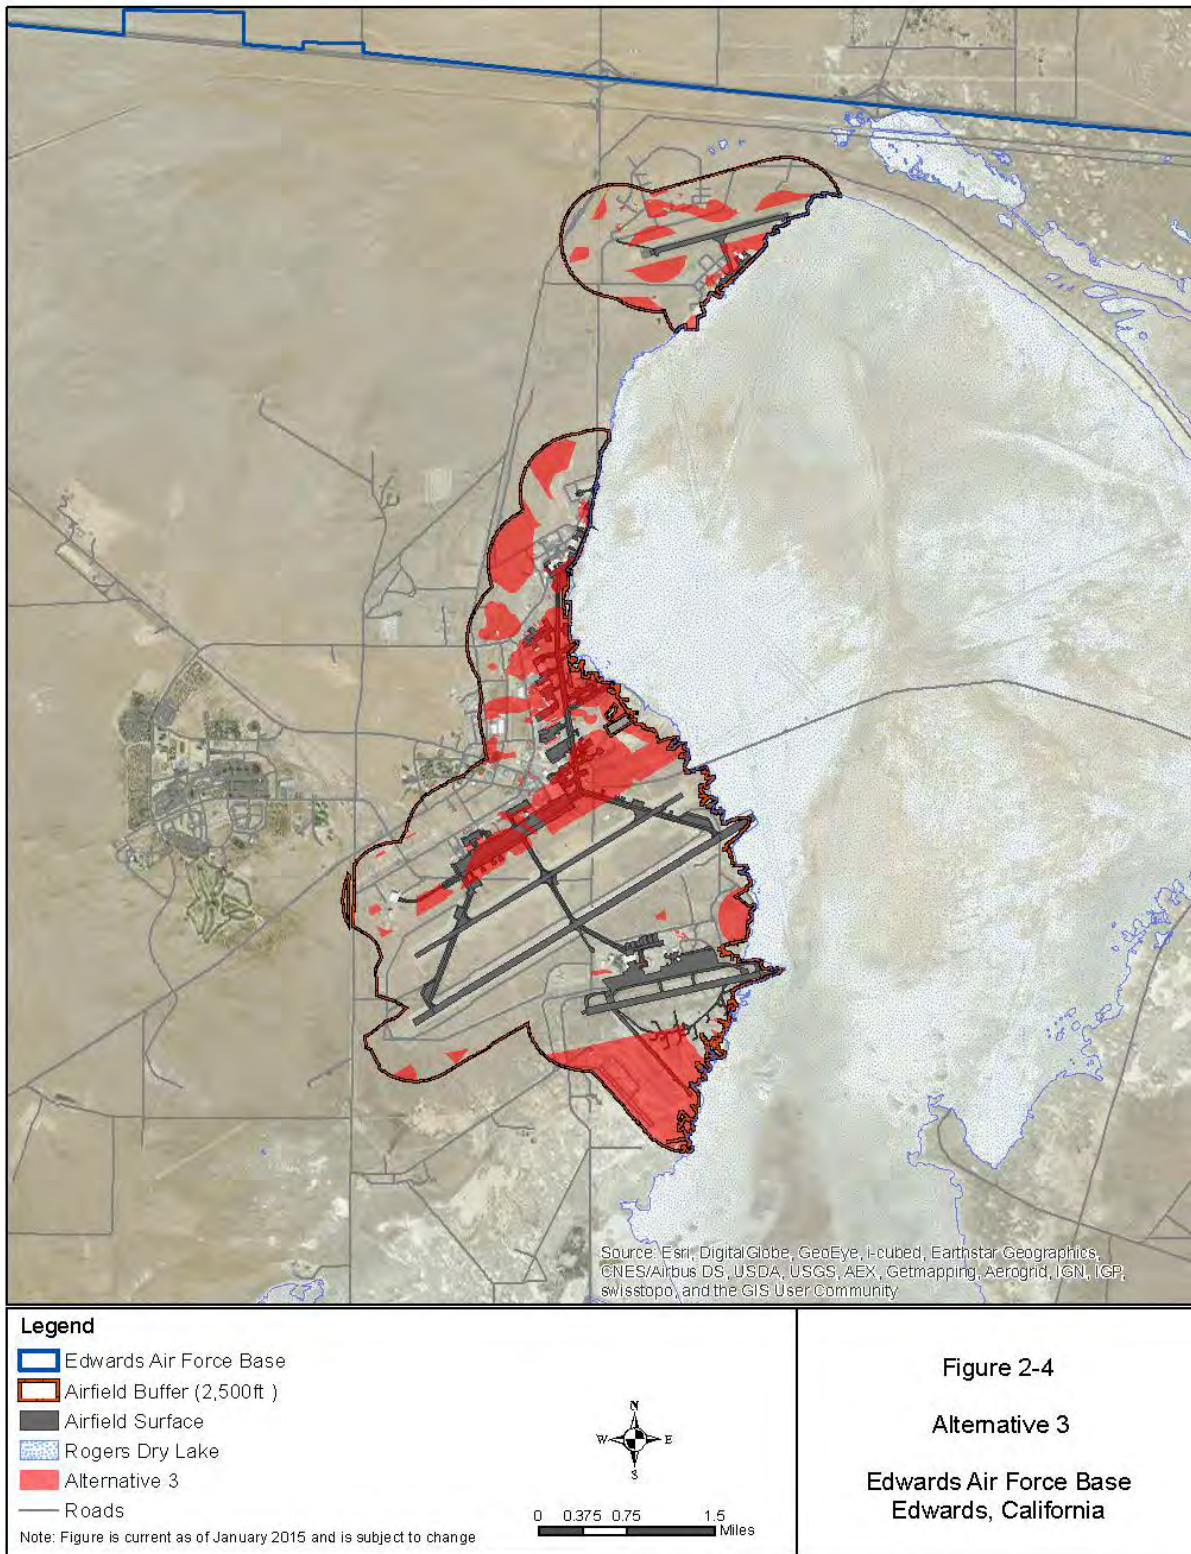 Source: Esri, DigitalGlobe, GeoEye, i-cubed, Earthstar Geographics,
CNES/Airbus DS, USDA, USGS, AEX, Getmapping, Aerogrid, IGN, IGP,
swisstopo, and the GIS User Community
Legend
Edwards Air Force Base
Airfield Buffer (2,500ft )
Airfield Surface
Rogers Dry Lake
Alternative 3
Roads
Note: Figure is current as of January 2015 and is subject to change
N
W E
S
0 0.375 0.75 1.5
Miles
Figure 2-4
Alternative 3
Edwards Air Force Base
Edwards, California